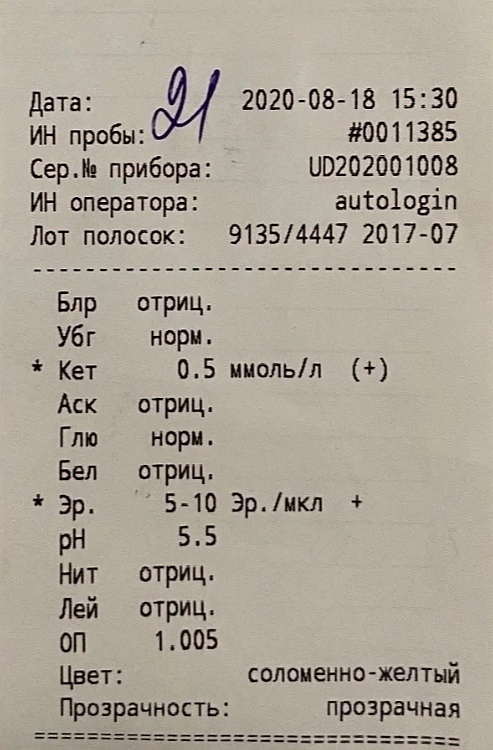 Дата: 2020-08-18 15:30
ИН пробы: 21 #0011385
Сер.№ прибора: UD202001008
ИН оператора: autologin
Лот полосок: 9135/4447 2017-07
---------------------------------
Блр отриц.
Убг норм.
* Кет 0.5 ммоль/л (+)
Аск отриц.
Глю норм.
Бел отриц.
* Эр. 5-10 Эр./мкл +
pH 5.5
Нит отриц.
Лей отриц.
ОП 1.005
Цвет: соломенно-желтый
Прозрачность: прозрачная
=================================